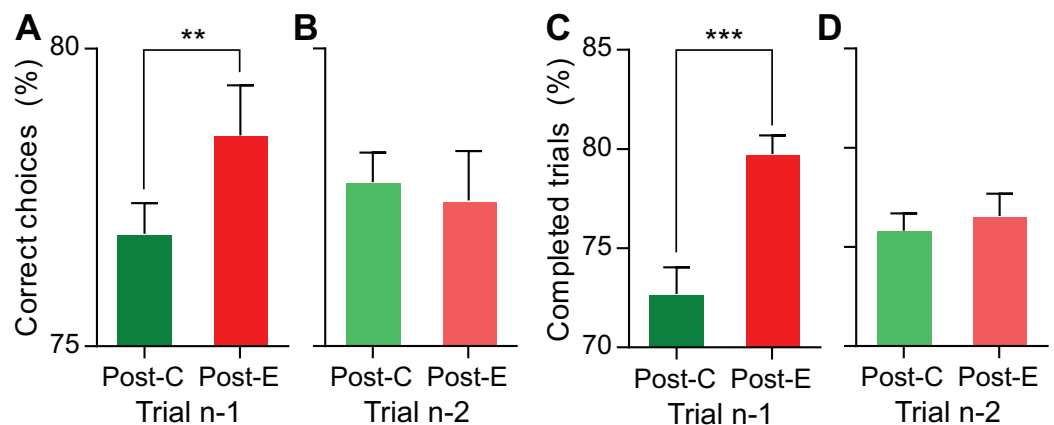 A
B
C
D
Correct choices (%)
80
75
**
Post-C Post-E
Trial n-1
Post-C Post-E
Trial n-2
Completed trials (%)
85
80
75
70
***
Post-C Post-E
Trial n-1
Post-C Post-E
Trial n-2